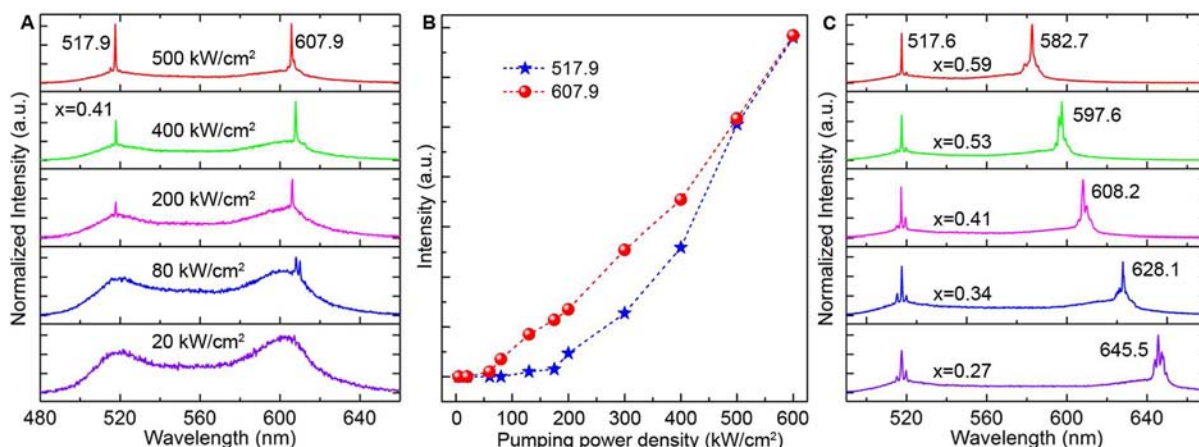 A
517.9
500 kW/cm²
607.9
x=0.41
400 kW/cm²
200 kW/cm²
80 kW/cm²
20 kW/cm²
480
520
560
600
640
Wavelength (nm)
Normalized Intensity (a.u.)
B
517.9
607.9
Intensity (a.u.)
0
100
200
300
400
500
600
Pumping power density (kW/cm²)
C
517.6
582.7
x=0.59
597.6
x=0.53
608.2
x=0.41
628.1
x=0.34
645.5
x=0.27
520
560
600
640
Wavelength (nm)
Normalized Intensity (a.u.)